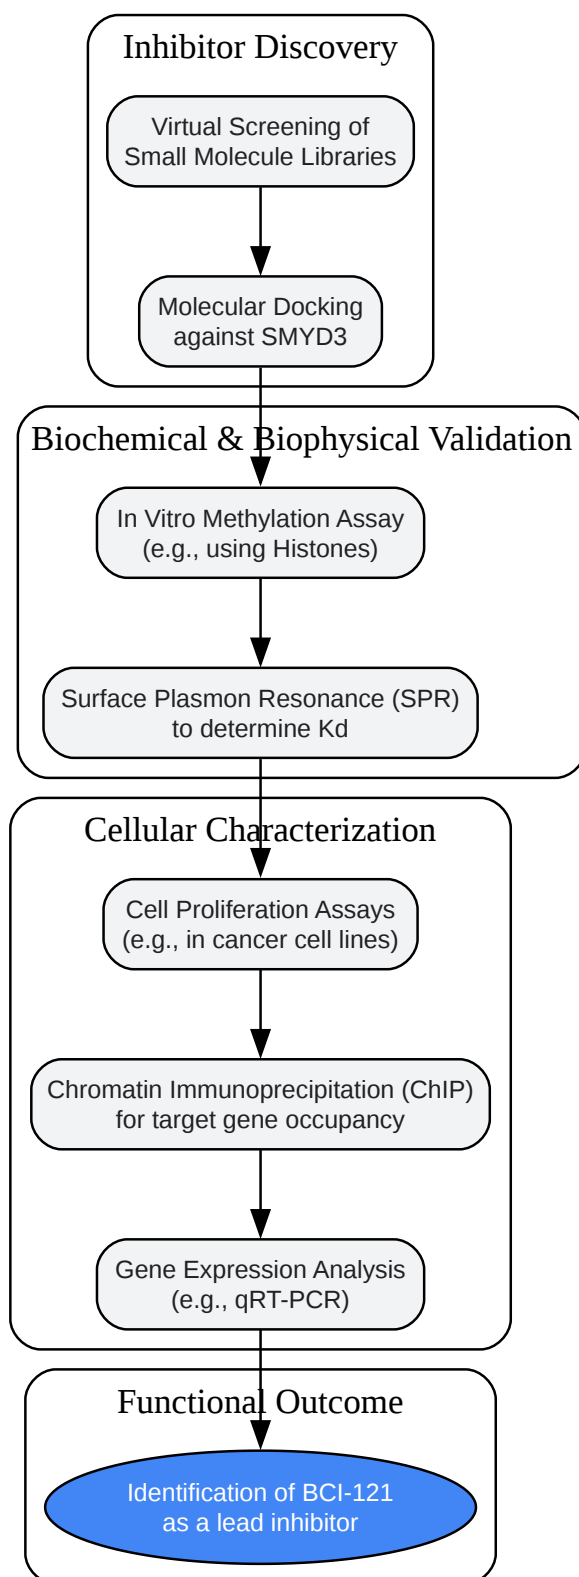 Inhibitor Discovery
Virtual Screening of
Small Molecule Libraries
Molecular Docking
against SMYD3
Biochemical & Biophysical Validation
In Vitro Methylation Assay
(e.g., using Histones)
Surface Plasmon Resonance (SPR)
to determine Kd
Cellular Characterization
Cell Proliferation Assays
(e.g., in cancer cell lines)
Chromatin Immunoprecipitation (ChIP)
for target gene occupancy
Gene Expression Analysis
(e.g., qRT-PCR)
Functional Outcome
Identification of BCI-121
as a lead inhibitor